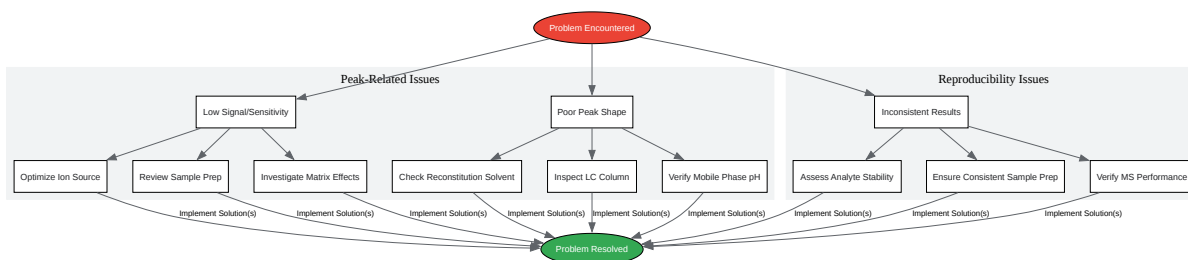 Problem Encountered
Peak-Related Issues
Reproducibility Issues
Low Signal/Sensitivity
Poor Peak Shape
Inconsistent Results
Optimize Ion Source
Review Sample Prep
Investigate Matrix Effects
Check Reconstitution Solvent
Inspect LC Column
Verify Mobile Phase pH
Assess Analyte Stability
Ensure Consistent Sample Prep
Verify MS Performance
Implement Solution(s)
Implement Solution(s)
Implement Solution(s)
Implement Solution(s)
Implement Solution(s)
Implement Solution(s)
Implement Solution(s)
Implement Solution(s)
Implement Solution(s)
Problem Resolved